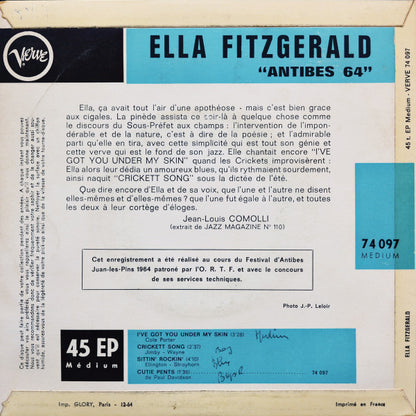 Verve
ELLA FITZGERALD
"ANTIBES 64"
Ella, ça avait tout l'air d'une apothéose - mais c'est bien grace
aux cigales. La pinède assista ce soir-là à quelque chose comme
le discours du Sous-Préfet aux champs : l'intervention de l'impon-
dérable et de la nature, c'est à dire de la poésie ; et l'admirable
parti qu'elle en tira, avec cette simplicité qui est tout son génie et
cette verve qui est le fond de son jazz. Elle chantait encore "I'VE
GOT YOU UNDER MY SKIN" quand les Crickets improvisèrent :
Ella alors leur dédia un amoureux blues, qu'ils rythmaient sourdement,
ainsi naquit "CRICKETT SONG" sous la dictée de l'été.
Que dire encore d'Ella et de sa voix, que l'une et l'autre ne disent
elles-mêmes et d'elles-mêmes ? que l'une fut égale à l'autre, et toutes
les deux à leur cortège d'éloges.
Jean-Louis COMOLLI
(extrait de JAZZ MAGAZINE N° 110)
Cet enregistrement a été réalisé au cours du Festival d'Antibes
Juan-les-Pins 1964 patronné par l'O. R. T. F. et avec le concours
de ses services techniques.
Photo J.-P. Leloir
74 097
MEDIUM
45 EP
Médium
I'VE GOT YOU UNDER MY SKIN (3'28)
Cole Porter
CRICKETT SONG (2'37)
Jimby - Wayne
SITTIN' ROCKIN' (4'10)
Ellington - Strayhorn
CUTIE PENTS (1'35)
de Paul Davidson
74 097
Medium
45 t. EP Medium - VERVE 74 097
ELLA FITZGERALD
Imp. GLORY, Paris - 12-64
Imprimé en France